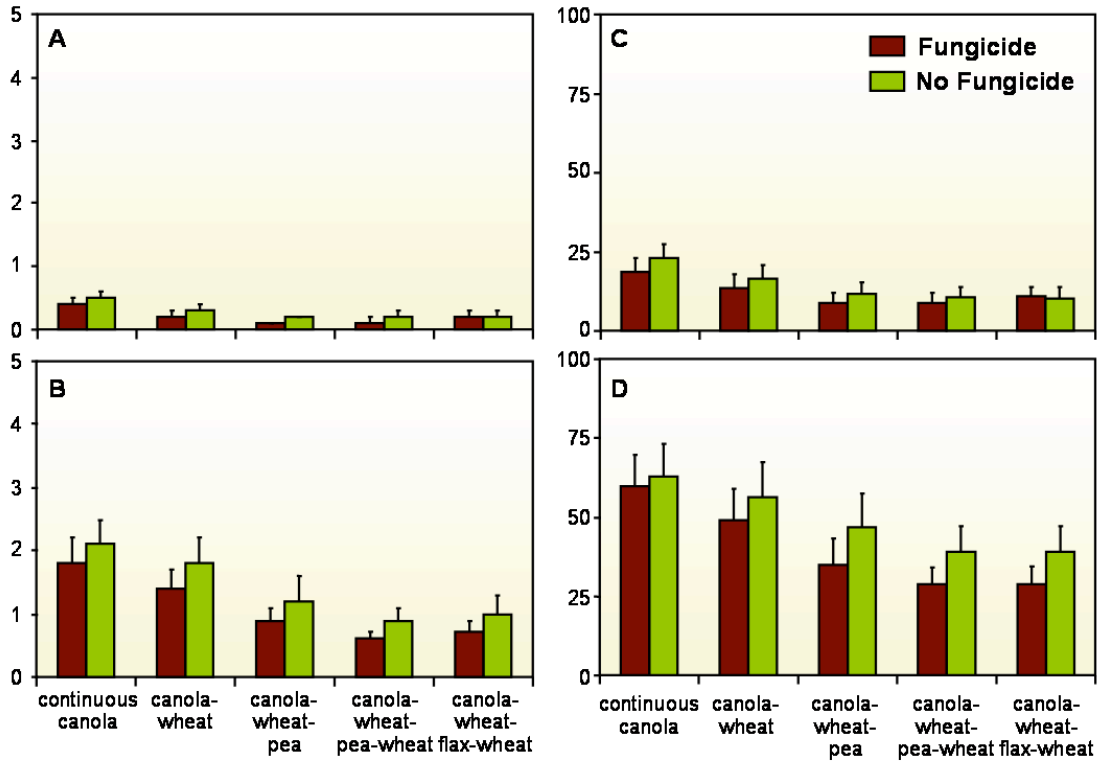 5
4
3
2
1
0
A
100
75
50
25
0
C
Fungicide
No Fungicide
5
4
3
2
1
0
B
continuous
canola
canola-
wheat
canola-
wheat-
pea
canola-
wheat-
pea-wheat
canola-
wheat-
flax-wheat
100
75
50
25
0
D
continuous
canola
canola-
wheat
canola-
wheat-
pea
canola-
wheat-
pea-wheat
canola-
wheat-
flax-wheat